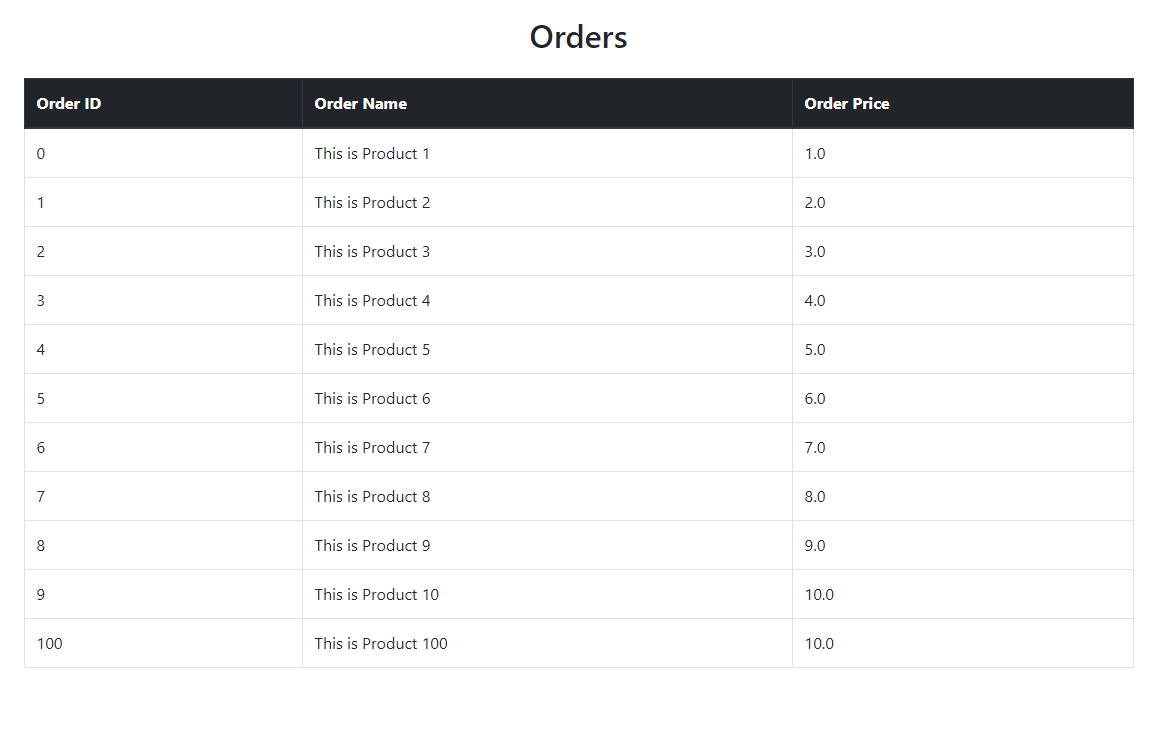 Orders
Order ID Order Name Order Price
0 This is Product 1 1.0
1 This is Product 2 2.0
2 This is Product 3 3.0
3 This is Product 4 4.0
4 This is Product 5 5.0
5 This is Product 6 6.0
6 This is Product 7 7.0
7 This is Product 8 8.0
8 This is Product 9 9.0
9 This is Product 10 10.0
100 This is Product 100 10.0